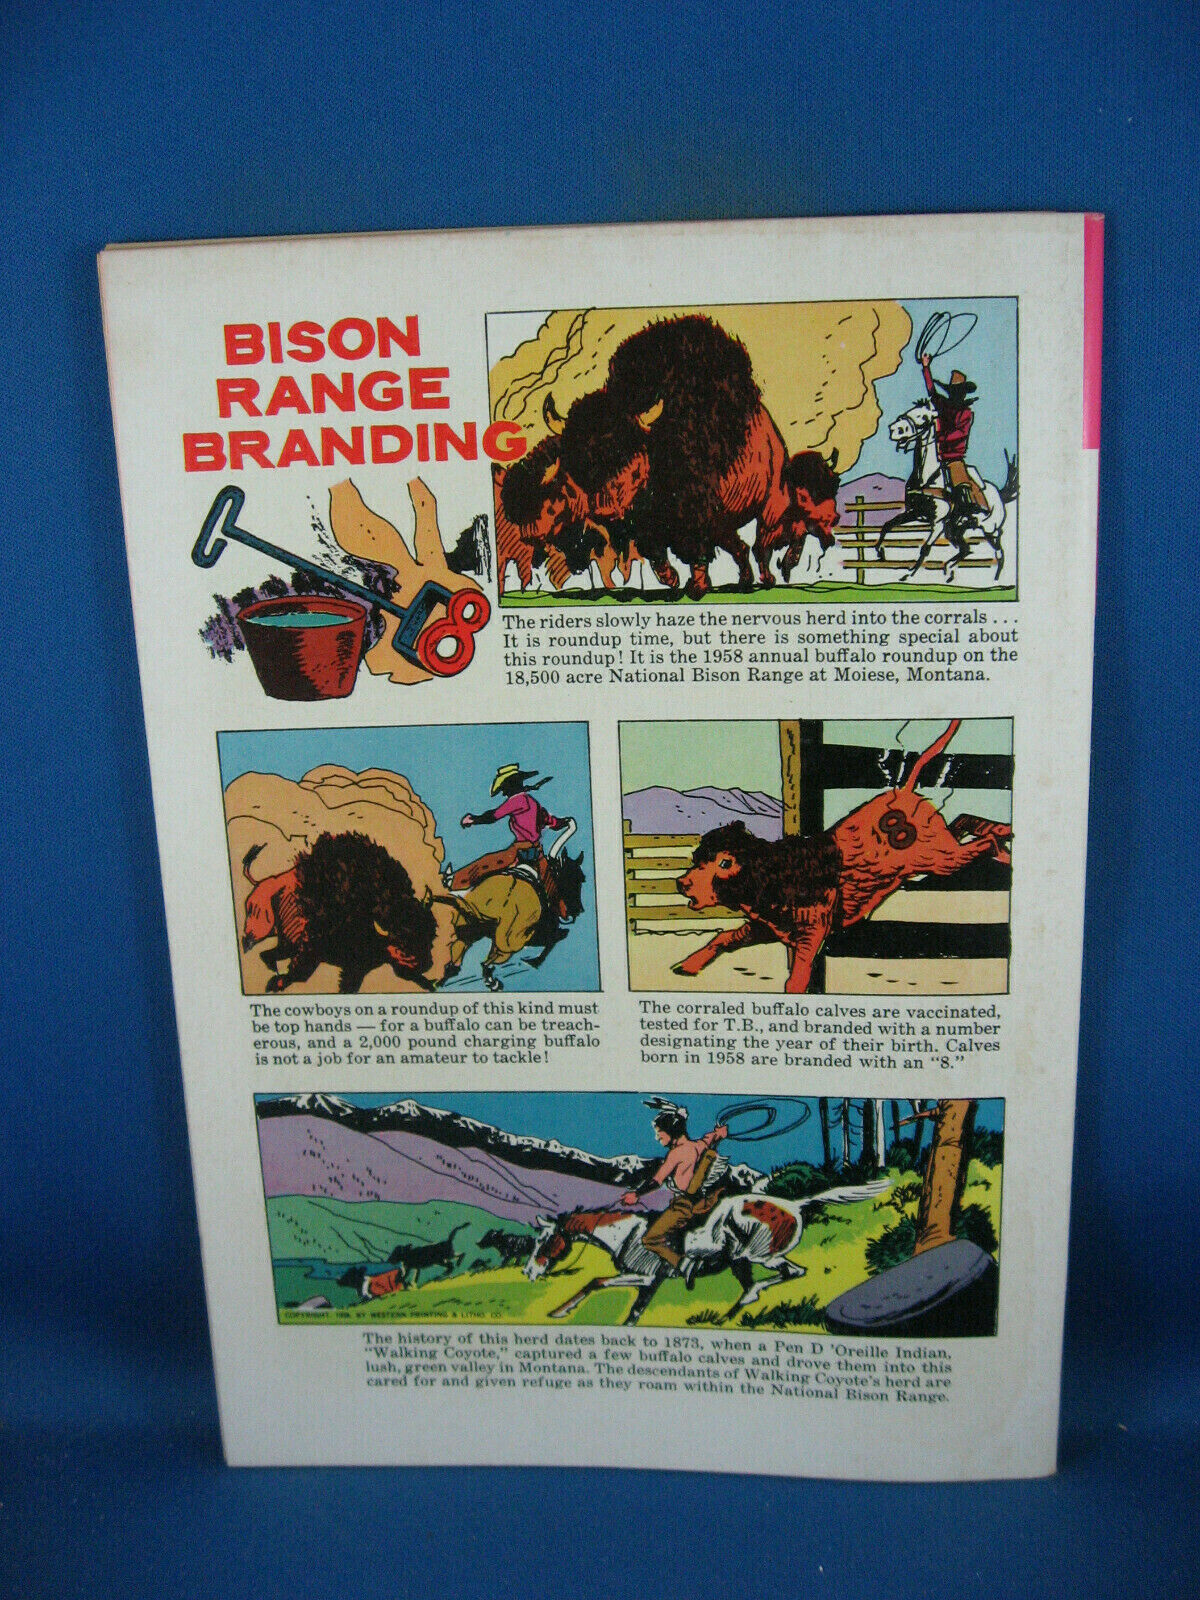 BISON
RANGE
BRANDING
8
The riders slowly haze the nervous herd into the corrals . . .
It is roundup time, but there is something special about
this roundup! It is the 1958 annual buffalo roundup on the
18,500 acre National Bison Range at Moiese, Montana.
8
The cowboys on a roundup of this kind must
be top hands — for a buffalo can be treach-
erous, and a 2,000 pound charging buffalo
is not a job for an amateur to tackle!
The corraled buffalo calves are vaccinated,
tested for T.B., and branded with a number
designating the year of their birth. Calves
born in 1958 are branded with an "8."
COPYRIGHT, BY WESTERN PRINTING & LITHO. CO.
The history of this herd dates back to 1873, when a Pen D 'Oreille Indian,
"Walking Coyote," captured a few buffalo calves and drove them into this
lush, green valley in Montana. The descendants of Walking Coyote's herd are
cared for and given refuge as they roam within the National Bison Range.